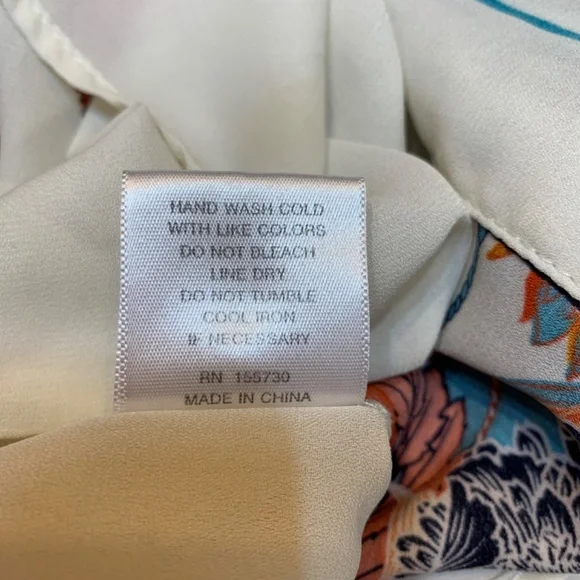 HAND WASH COLD
WITH LIKE COLORS
DO NOT BLEACH
LINE DRY
DO NOT TUMBLE
COOL IRON
IF NECESSARY
RN 155730
MADE IN CHINA